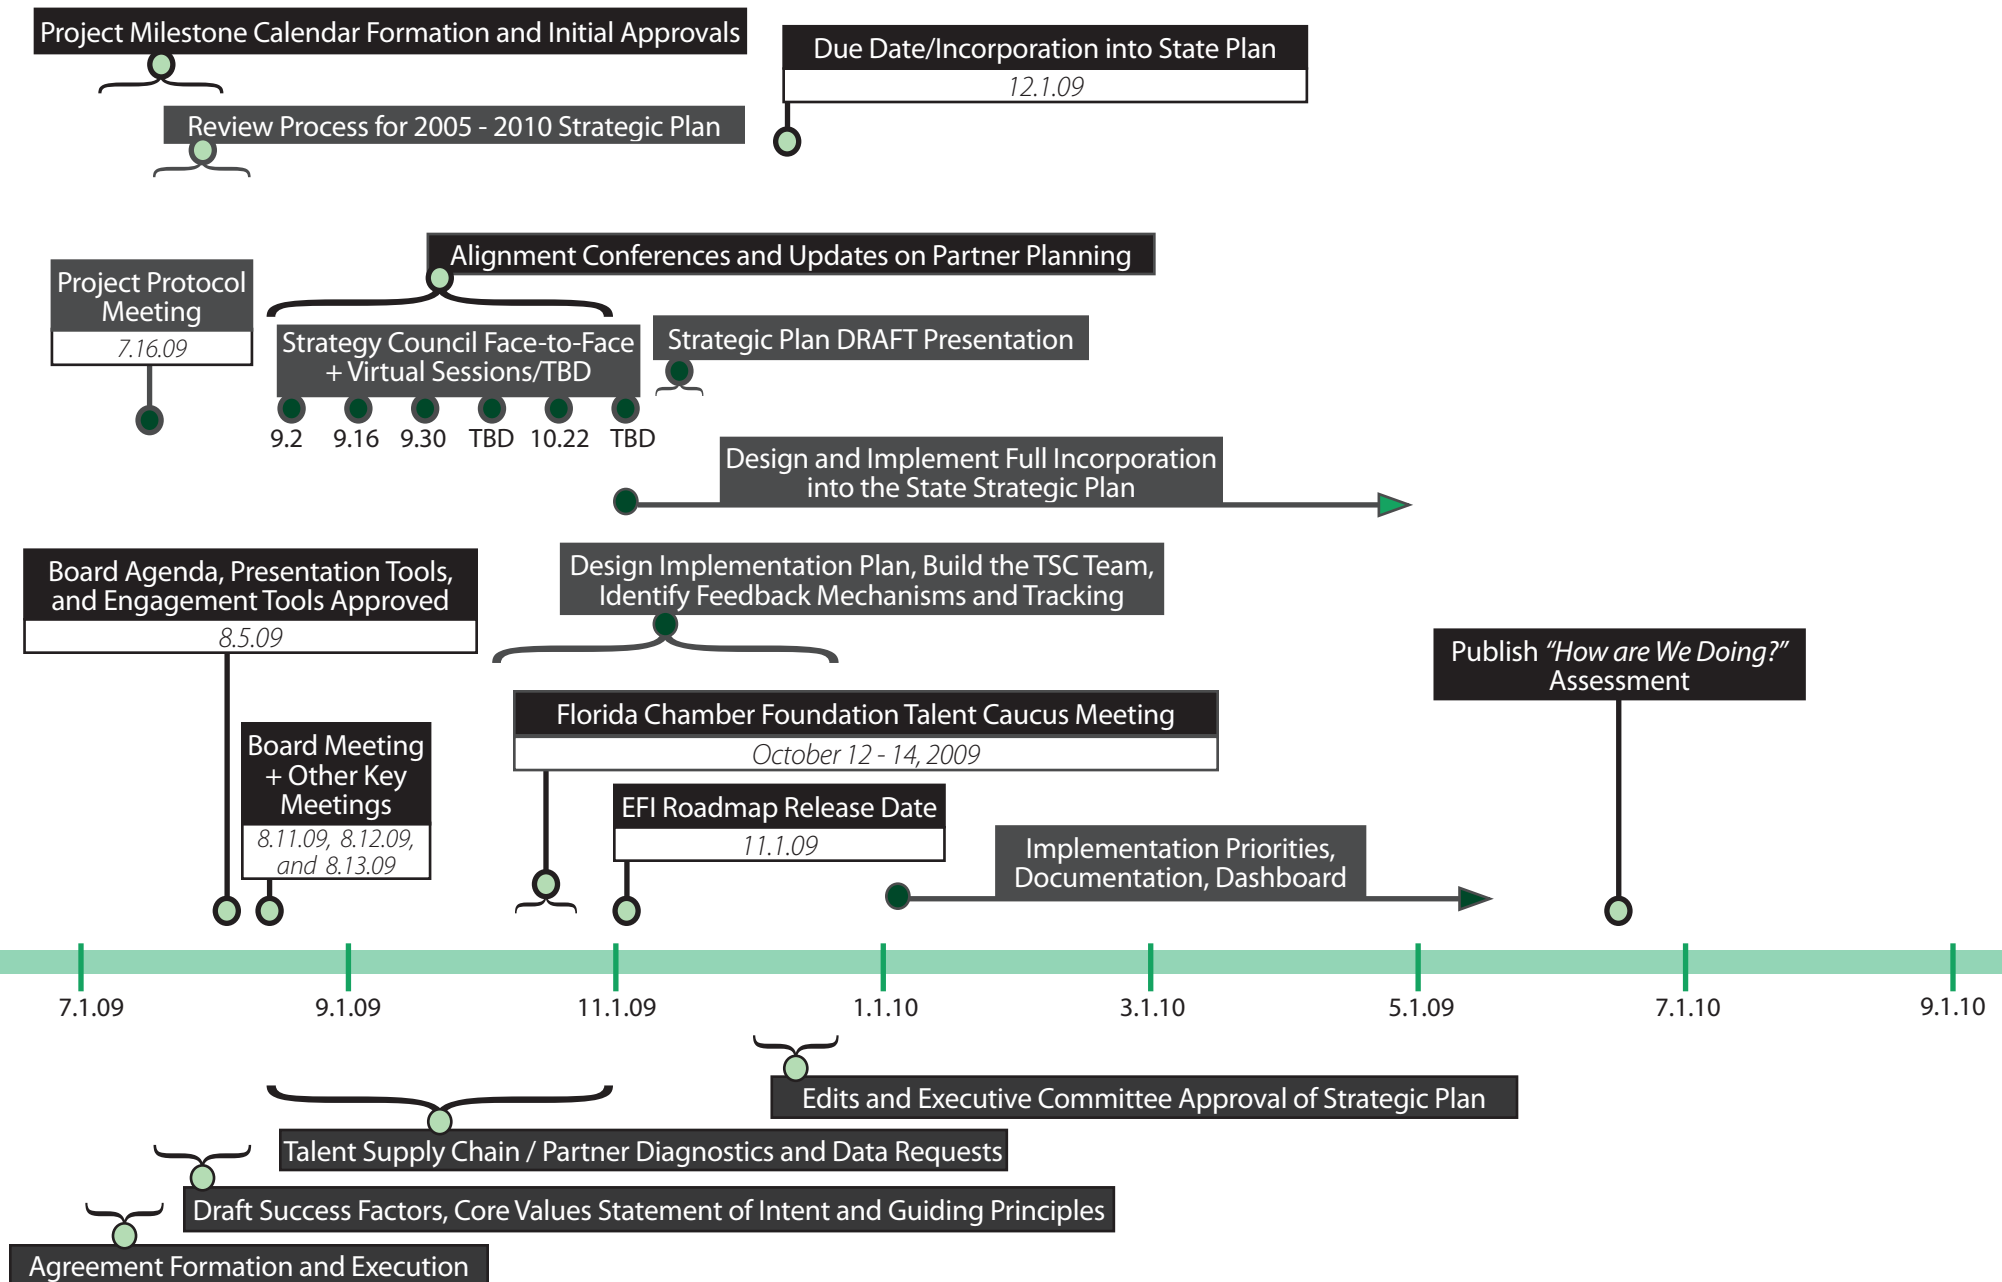 Project Milestone Calendar Formation and Initial Approvals
Due Date/Incorporation into State Plan
12.1.09
Review Process for 2005 - 2010 Strategic Plan
Alignment Conferences and Updates on Partner Planning
Project Protocol
Meeting
7.16.09
Strategy Council Face-to-Face
+ Virtual Sessions/TBD
9.2 9.16 9.30 TBD 10.22 TBD
Strategic Plan DRAFT Presentation
Design and Implement Full Incorporation
into the State Strategic Plan
Board Agenda, Presentation Tools,
and Engagement Tools Approved
8.5.09
Design Implementation Plan, Build the TSC Team,
Identify Feedback Mechanisms and Tracking
Publish “How are We Doing?”
Assessment
Florida Chamber Foundation Talent Caucus Meeting
October 12 - 14, 2009
Board Meeting
+ Other Key
Meetings
8.11.09, 8.12.09,
and 8.13.09
EFI Roadmap Release Date
11.1.09
Implementation Priorities,
Documentation, Dashboard
7.1.09 9.1.09 11.1.09 1.1.10 3.1.10 5.1.09 7.1.10 9.1.10
Edits and Executive Committee Approval of Strategic Plan
Talent Supply Chain / Partner Diagnostics and Data Requests
Draft Success Factors, Core Values Statement of Intent and Guiding Principles
Agreement Formation and Execution